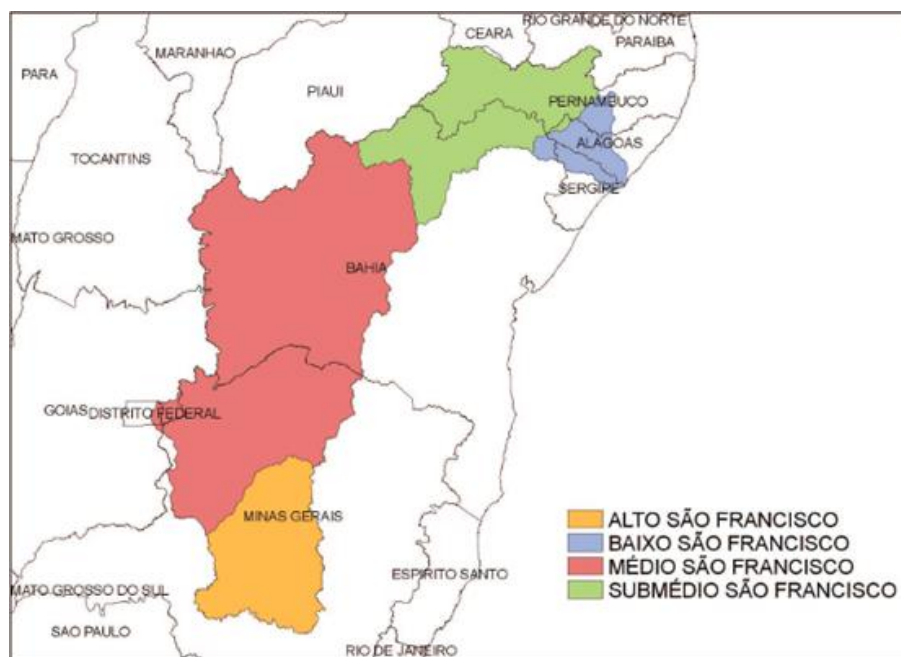 RIO GRANDE DO NORTE
CEARA
PARAIBA
MARANHAO
PARA
PIAUI
PERNAMBUCO
ALAGOAS
TOCANTINS
SERGIPE
MATO GROSSO
BAHIA
GOIAS
DISTRITO FEDERAL
MINAS GERAIS
ALTO SÃO FRANCISCO
BAIXO SÃO FRANCISCO
MÉDIO SÃO FRANCISCO
SUBMÉDIO SÃO FRANCISCO
ESPIRITO SANTO
MATO GROSSO DO SUL
SAO PAULO
RIO DE JANEIRO